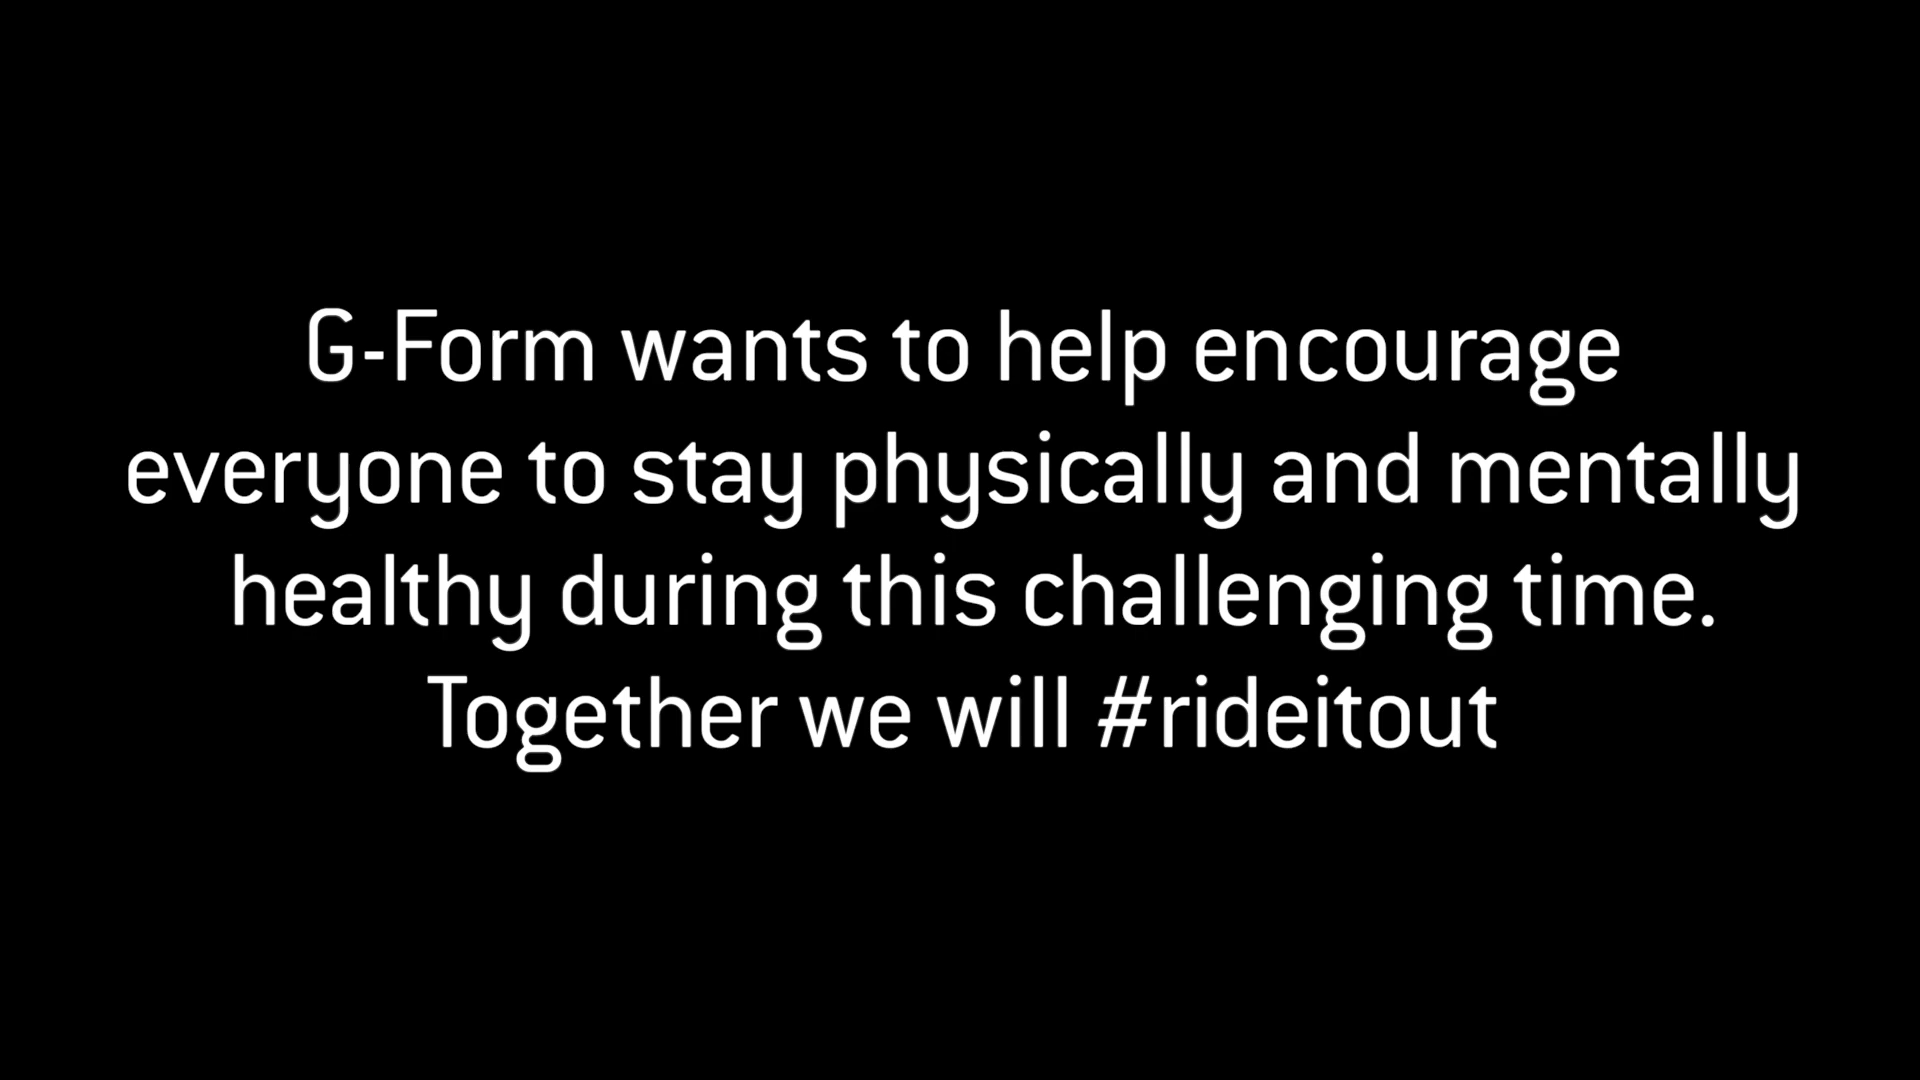 G-Form wants to help encourage
everyone to stay physically and mentally
healthy during this challenging time.
Together we will #rideitout